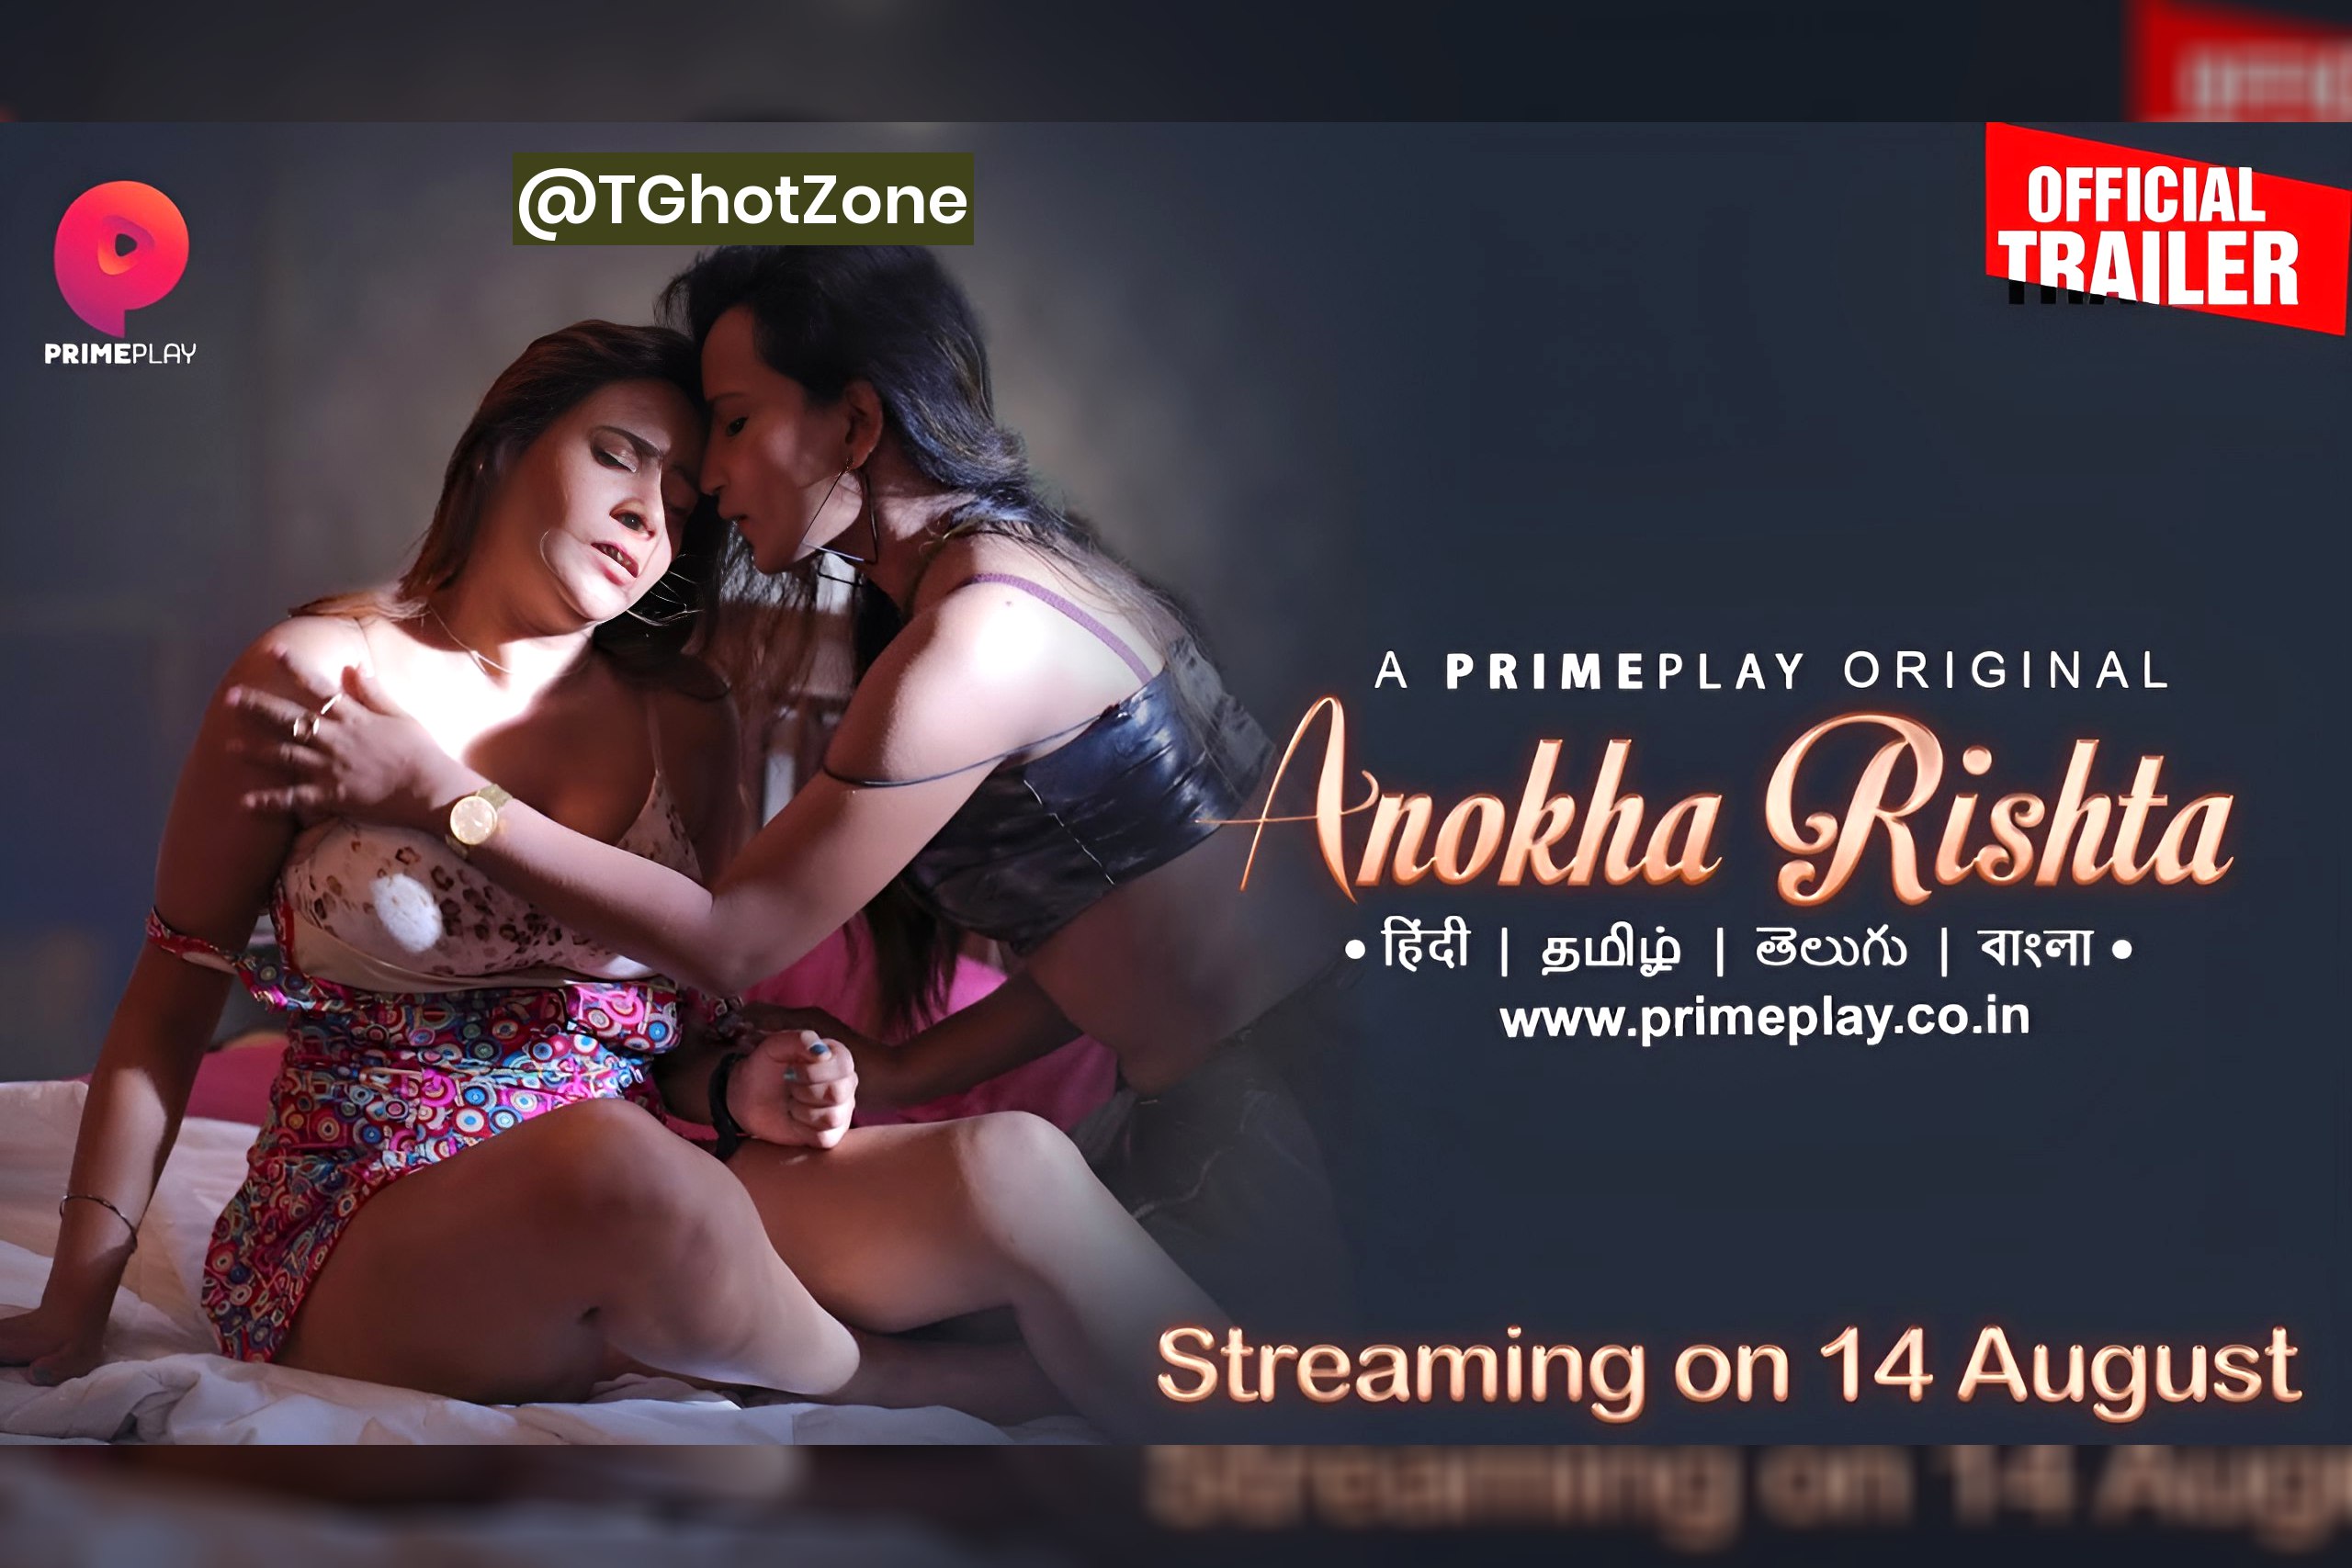 @TGhotZone
OFFICIAL
TRAILER
PRIMEPLAY
A PRIMEPLAY ORIGINAL
Anokha Rishta
• हिंदी | தமிழ் | తెలుగు | বাংলা •
www.primeplay.co.in
Streaming on 14 August